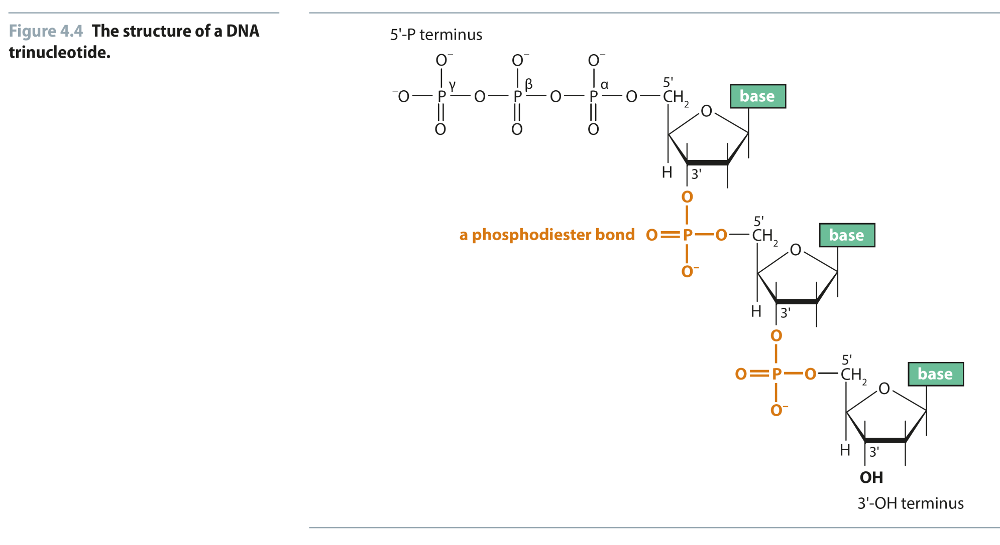 Figure 4.4 The structure of a DNA
trinucleotide.
5'-P terminus
O⁻ O⁻ O⁻
γ β α 5'
⁻O P O P O P O CH₂ base
O
O O O
H 3'
O
5'
a phosphodiester bond O P O CH₂ base
O
O⁻
H 3'
O
5'
O P O CH₂ base
O
O⁻
H 3'
OH
3'-OH terminus